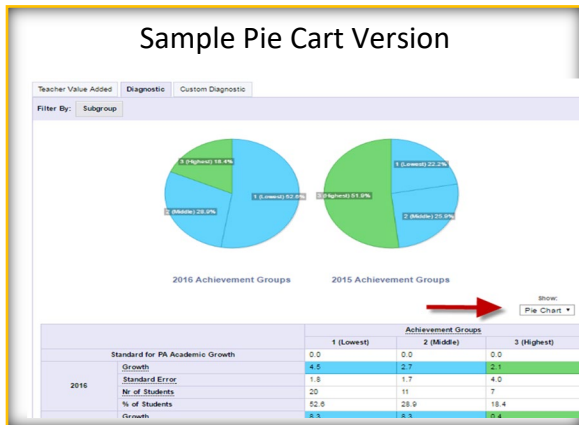 Sample Pie Cart Version
Teacher Value Added Diagnostic Custom Diagnostic
Filter By: Subgroup
3 (Highest) 18.4%
1 (Lowest) 52.6%
2 (Middle) 28.9%
1 (Lowest) 22.2%
3 (Highest) 51.9%
2 (Middle) 25.9%
2016 Achievement Groups 2015 Achievement Groups
Show:
Pie Chart
Achievement Groups
1 (Lowest) 2 (Middle) 3 (Highest)
Standard for PA Academic Growth 0.0 0.0 0.0
2016
Growth 4.5 2.7 2.1
Standard Error 1.8 1.7 4.0
Nr of Students 20 11 7
% of Students 52.6 28.9 18.4
Growth